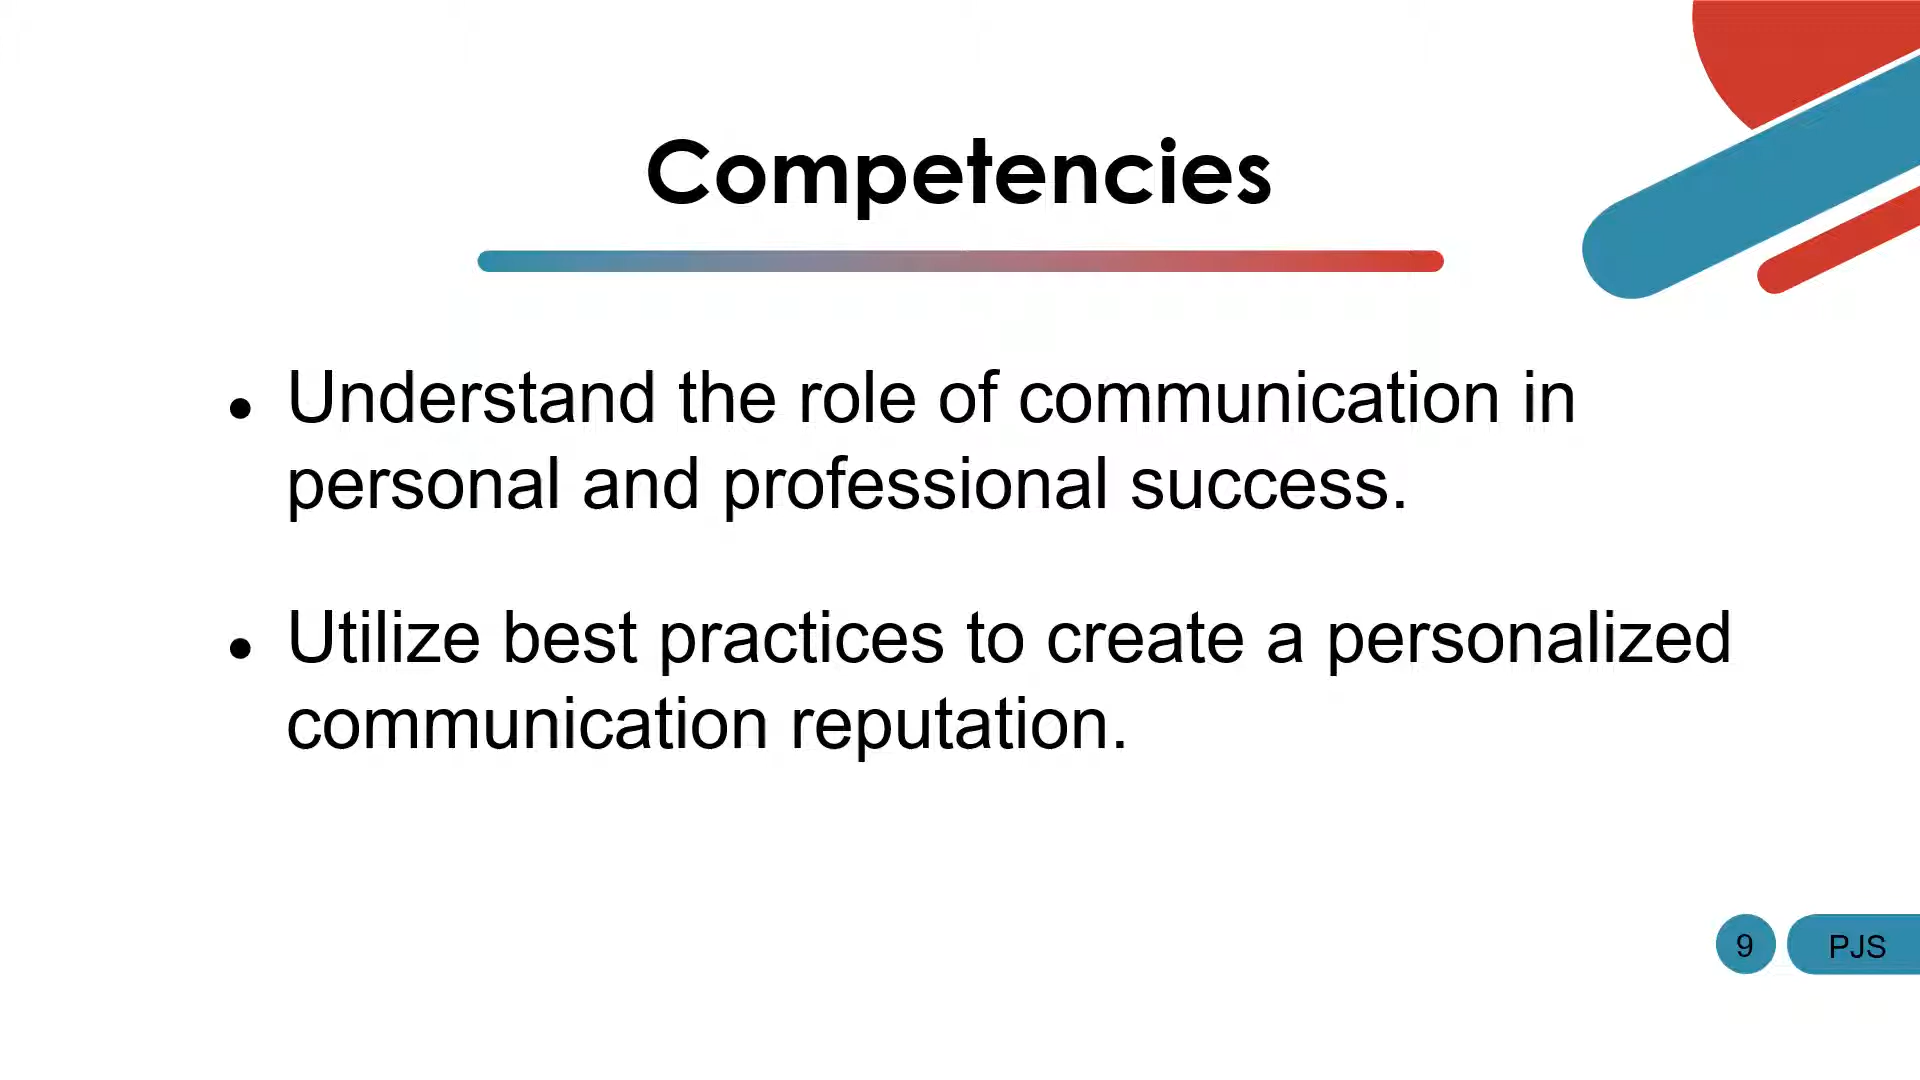 Competencies
• Understand the role of communication in
personal and professional success.
• Utilize best practices to create a personalized
communication reputation.
9 PJS